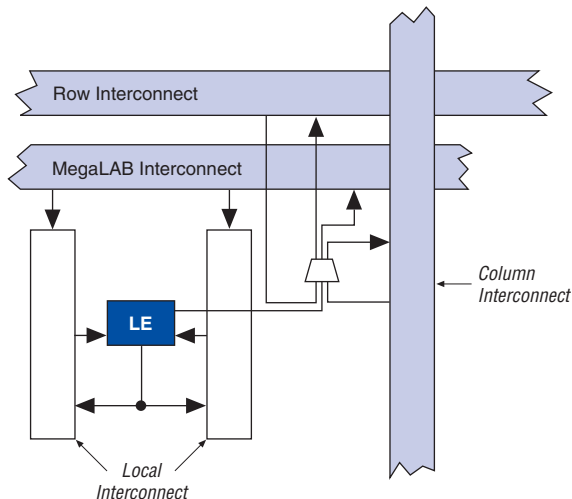 Row Interconnect
MegaLAB Interconnect
Column
Interconnect
LE
Local
Interconnect